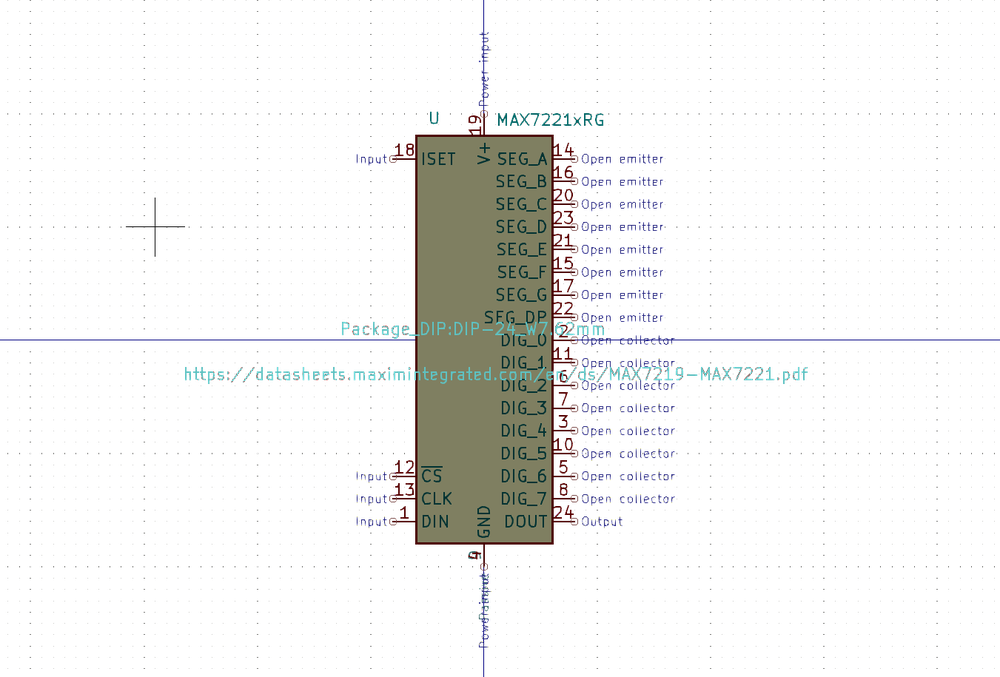 Power input
19
U MAX7221xRG
V+
Input 18 ISET SEG_A 14 Open emitter
SEG_B 16 Open emitter
SEG_C 20 Open emitter
SEG_D 23 Open emitter
SEG_E 21 Open emitter
SEG_F 15 Open emitter
SEG_G 17 Open emitter
SEG_DP 22 Open emitter
Package_DIP:DIP-24_W7.62mm
DIG_0 2 Open collector
DIG_1 11 Open collector
https://datasheets.maximintegrated.com/en/ds/MAX7219-MAX7221.pdf
DIG_2 6 Open collector
DIG_3 7 Open collector
DIG_4 3 Open collector
DIG_5 10 Open collector
Input 12 CS DIG_6 5 Open collector
Input 13 CLK DIG_7 8 Open collector
Input 1 DIN DOUT 24 Output
GND
Power input